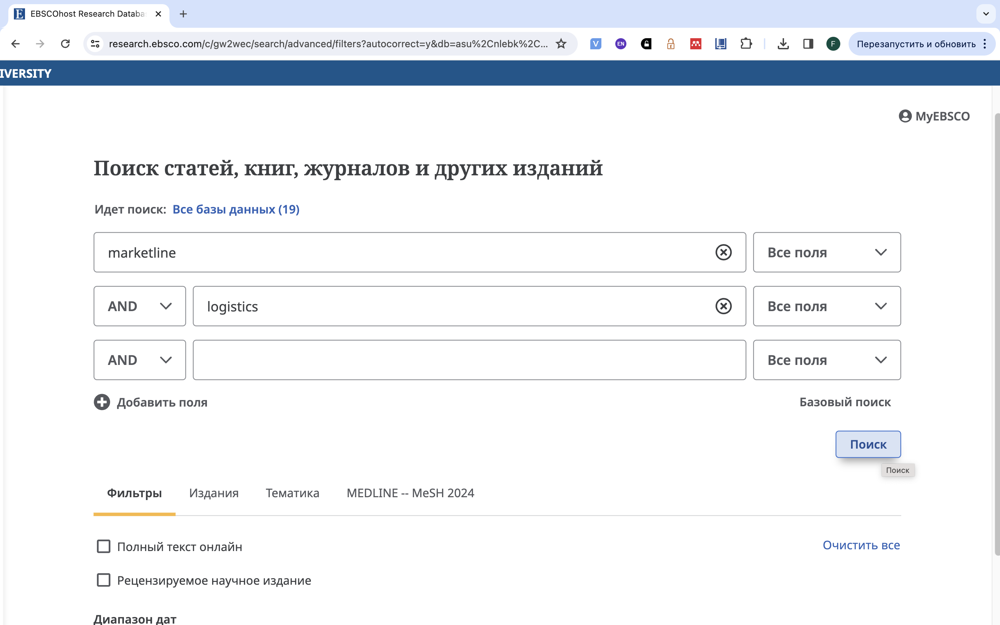 EBSCOhost Research Databa
research.ebsco.com/c/gw2wec/search/advanced/filters?autocorrect=y&db=asu%2Cnlebk%2C...
V
EN
F
Перезапустить и обновить
IVERSITY
MyEBSCO
Поиск статей, книг, журналов и других изданий
Идет поиск: Все базы данных (19)
marketline
Все поля
AND
logistics
Все поля
AND
Все поля
Добавить поля
Базовый поиск
Поиск
Поиск
Фильтры Издания Тематика MEDLINE -- MeSH 2024
Полный текст онлайн
Очистить все
Рецензируемое научное издание
Диапазон дат